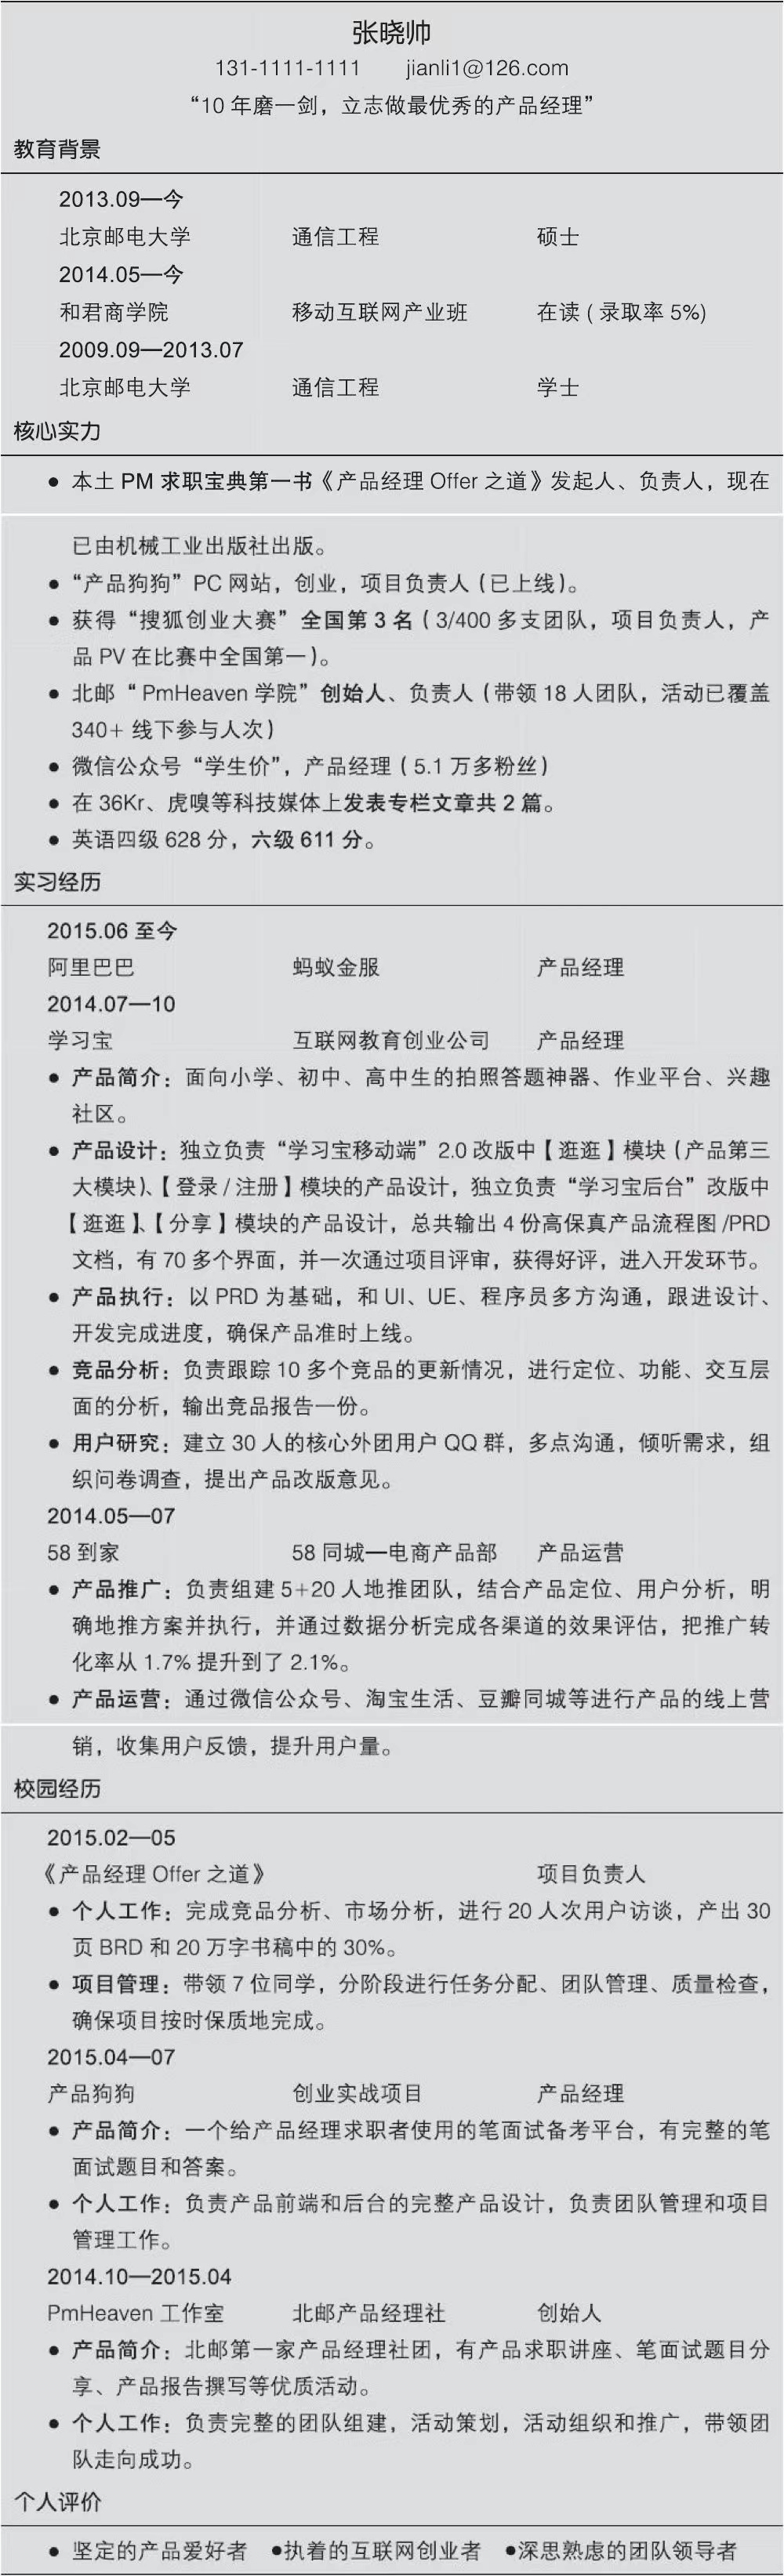 张晓帅
131-1111-1111 jianli1@126.com
“10 年磨一剑，立志做最优秀的产品经理”
教育背景
2013.09—今
北京邮电大学 通信工程 硕士
2014.05—今
和君商学院 移动互联网产业班 在读 ( 录取率 5%)
2009.09—2013.07
北京邮电大学 通信工程 学士
核心实力
● 本土 PM 求职宝典第一书《产品经理 Offer 之道》发起人、负责人，现在
已由机械工业出版社出版。
● “产品狗狗” PC 网站，创业，项目负责人 ( 已上线 )。
● 获得“搜狐创业大赛”全国第 3 名 ( 3/400 多支团队，项目负责人，产
品 PV 在比赛中全国第一 )。
● 北邮“ PmHeaven 学院”创始人、负责人 ( 带领 18 人团队，活动已覆盖
340+ 线下参与人次 )
● 微信公众号“学生价”，产品经理 ( 5.1 万多粉丝 )
● 在 36Kr、虎嗅等科技媒体上发表专栏文章共 2 篇。
● 英语四级 628 分，六级 611 分。
实习经历
2015.06 至今
阿里巴巴 蚂蚁金服 产品经理
2014.07—10
学习宝 互联网教育创业公司 产品经理
● 产品简介：面向小学、初中、高中生的拍照答题神器、作业平台、兴趣
社区。
● 产品设计：独立负责“学习宝移动端”2.0 改版中【逛逛】模块 ( 产品第三
大模块 )、【登录 / 注册】模块的产品设计，独立负责“学习宝后台”改版中
【逛逛】、【分享】模块的产品设计，总共输出 4 份高保真产品流程图 /PRD
文档，有 70 多个界面，并一次通过项目评审，获得好评，进入开发环节。
● 产品执行：以 PRD 为基础，和 UI、UE、程序员多方沟通，跟进设计、
开发完成进度，确保产品准时上线。
● 竞品分析：负责跟踪 10 多个竞品的更新情况，进行定位、功能、交互层
面的分析，输出竞品报告一份。
● 用户研究：建立 30 人的核心外团用户 QQ 群，多点沟通，倾听需求，组
织问卷调查，提出产品改版意见。
2014.05—07
58 到家 58 同城—电商产品部 产品运营
● 产品推广：负责组建 5+20 人地推团队，结合产品定位、用户分析，明
确地推方案并执行，并通过数据分析完成各渠道的效果评估，把推广转
化率从 1.7% 提升到了 2.1%。
● 产品运营：通过微信公众号、淘宝生活、豆瓣同城等进行产品的线上营
销，收集用户反馈，提升用户量。
校园经历
2015.02—05
《产品经理 Offer 之道》 项目负责人
● 个人工作：完成竞品分析、市场分析，进行 20 人次用户访谈，产出 30
页 BRD 和 20 万字书稿中的 30%。
● 项目管理：带领 7 位同学，分阶段进行任务分配、团队管理、质量检查，
确保项目按时保质地完成。
2015.04—07
产品狗狗 创业实战项目 产品经理
● 产品简介：一个给产品经理求职者使用的笔面试备考平台，有完整的笔
面试题目和答案。
● 个人工作：负责产品前端和后台的完整产品设计，负责团队管理和项目
管理工作。
2014.10—2015.04
PmHeaven 工作室 北邮产品经理社 创始人
● 产品简介：北邮第一家产品经理社团，有产品求职讲座、笔面试题目分
享、产品报告撰写等优质活动。
● 个人工作：负责完整的团队组建，活动策划，活动组织和推广，带领团
队走向成功。
个人评价
● 坚定的产品爱好者 ●执着的互联网创业者 ●深思熟虑的团队领导者